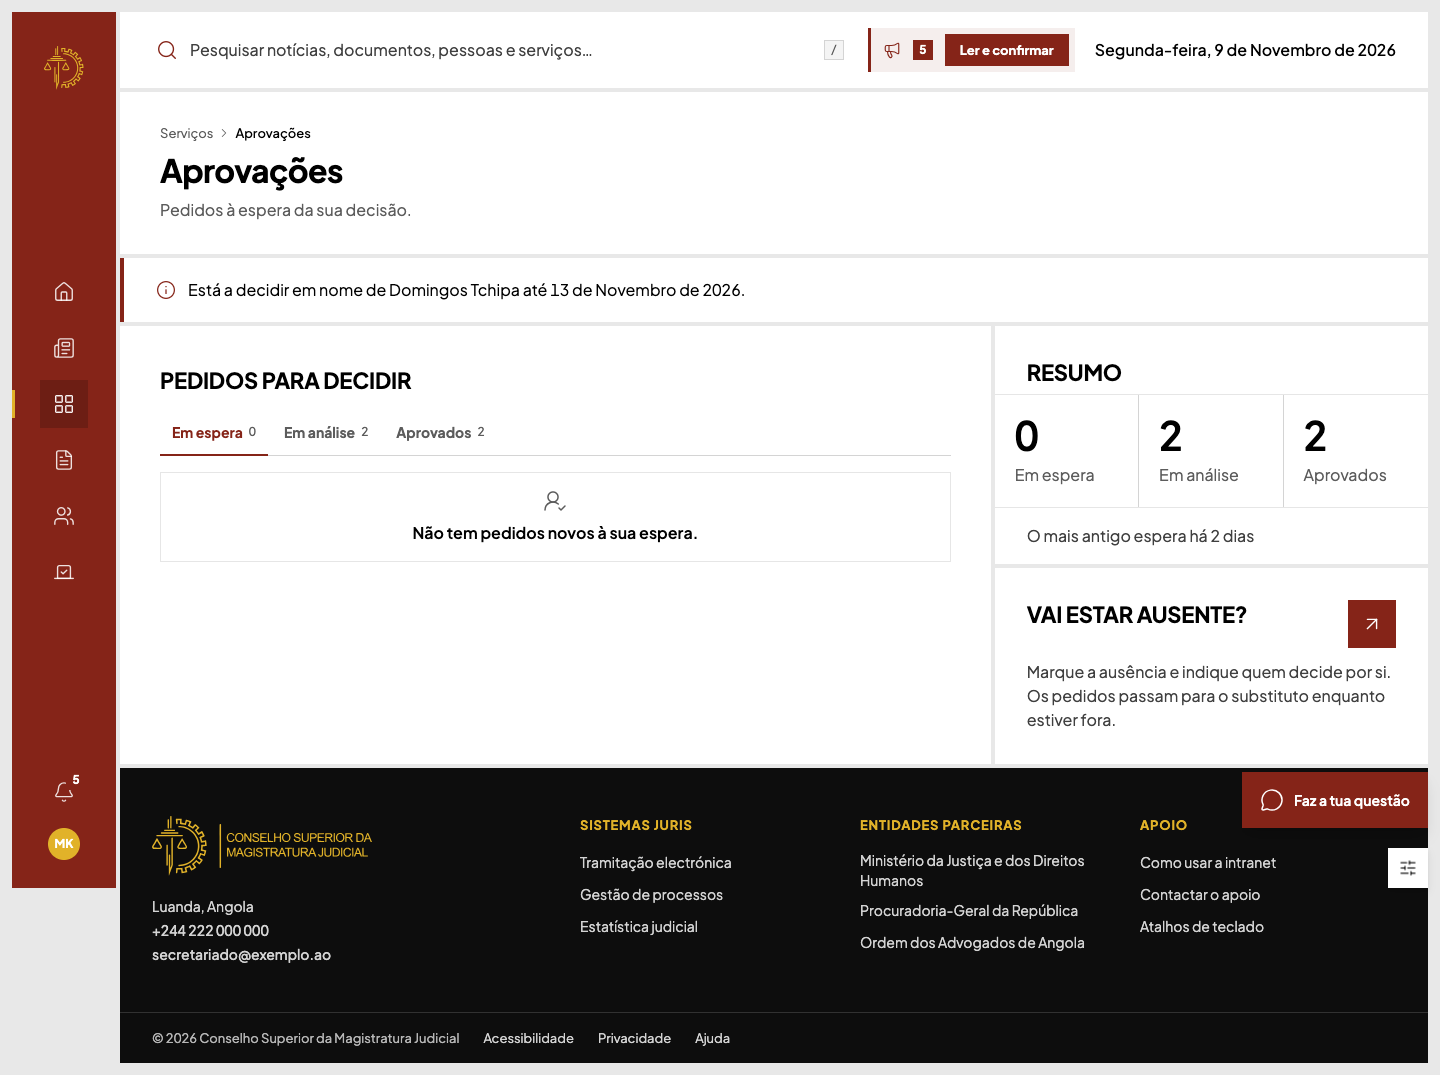 Pesquisar notícias, documentos, pessoas e serviços...
/
5
Ler e confirmar
Segunda-feira, 9 de Novembro de 2026
Serviços > Aprovações
Aprovações
Pedidos à espera da sua decisão.
Está a decidir em nome de Domingos Tchipa até 13 de Novembro de 2026.
PEDIDOS PARA DECIDIR
Em espera 0
Em análise 2
Aprovados 2
Não tem pedidos novos à sua espera.
RESUMO
0
Em espera
2
Em análise
2
Aprovados
O mais antigo espera há 2 dias
VAI ESTAR AUSENTE?
Marque a ausência e indique quem decide por si.
Os pedidos passam para o substituto enquanto
estiver fora.
5
MK
Faz a tua questão
CONSELHO SUPERIOR DA
MAGISTRATURA JUDICIAL
Luanda, Angola
+244 222 000 000
secretariado@exemplo.ao
SISTEMAS JURIS
Tramitação electrónica
Gestão de processos
Estatística judicial
ENTIDADES PARCEIRAS
Ministério da Justiça e dos Direitos
Humanos
Procuradoria-Geral da República
Ordem dos Advogados de Angola
APOIO
Como usar a intranet
Contactar o apoio
Atalhos de teclado
© 2026 Conselho Superior da Magistratura Judicial
Acessibilidade
Privacidade
Ajuda